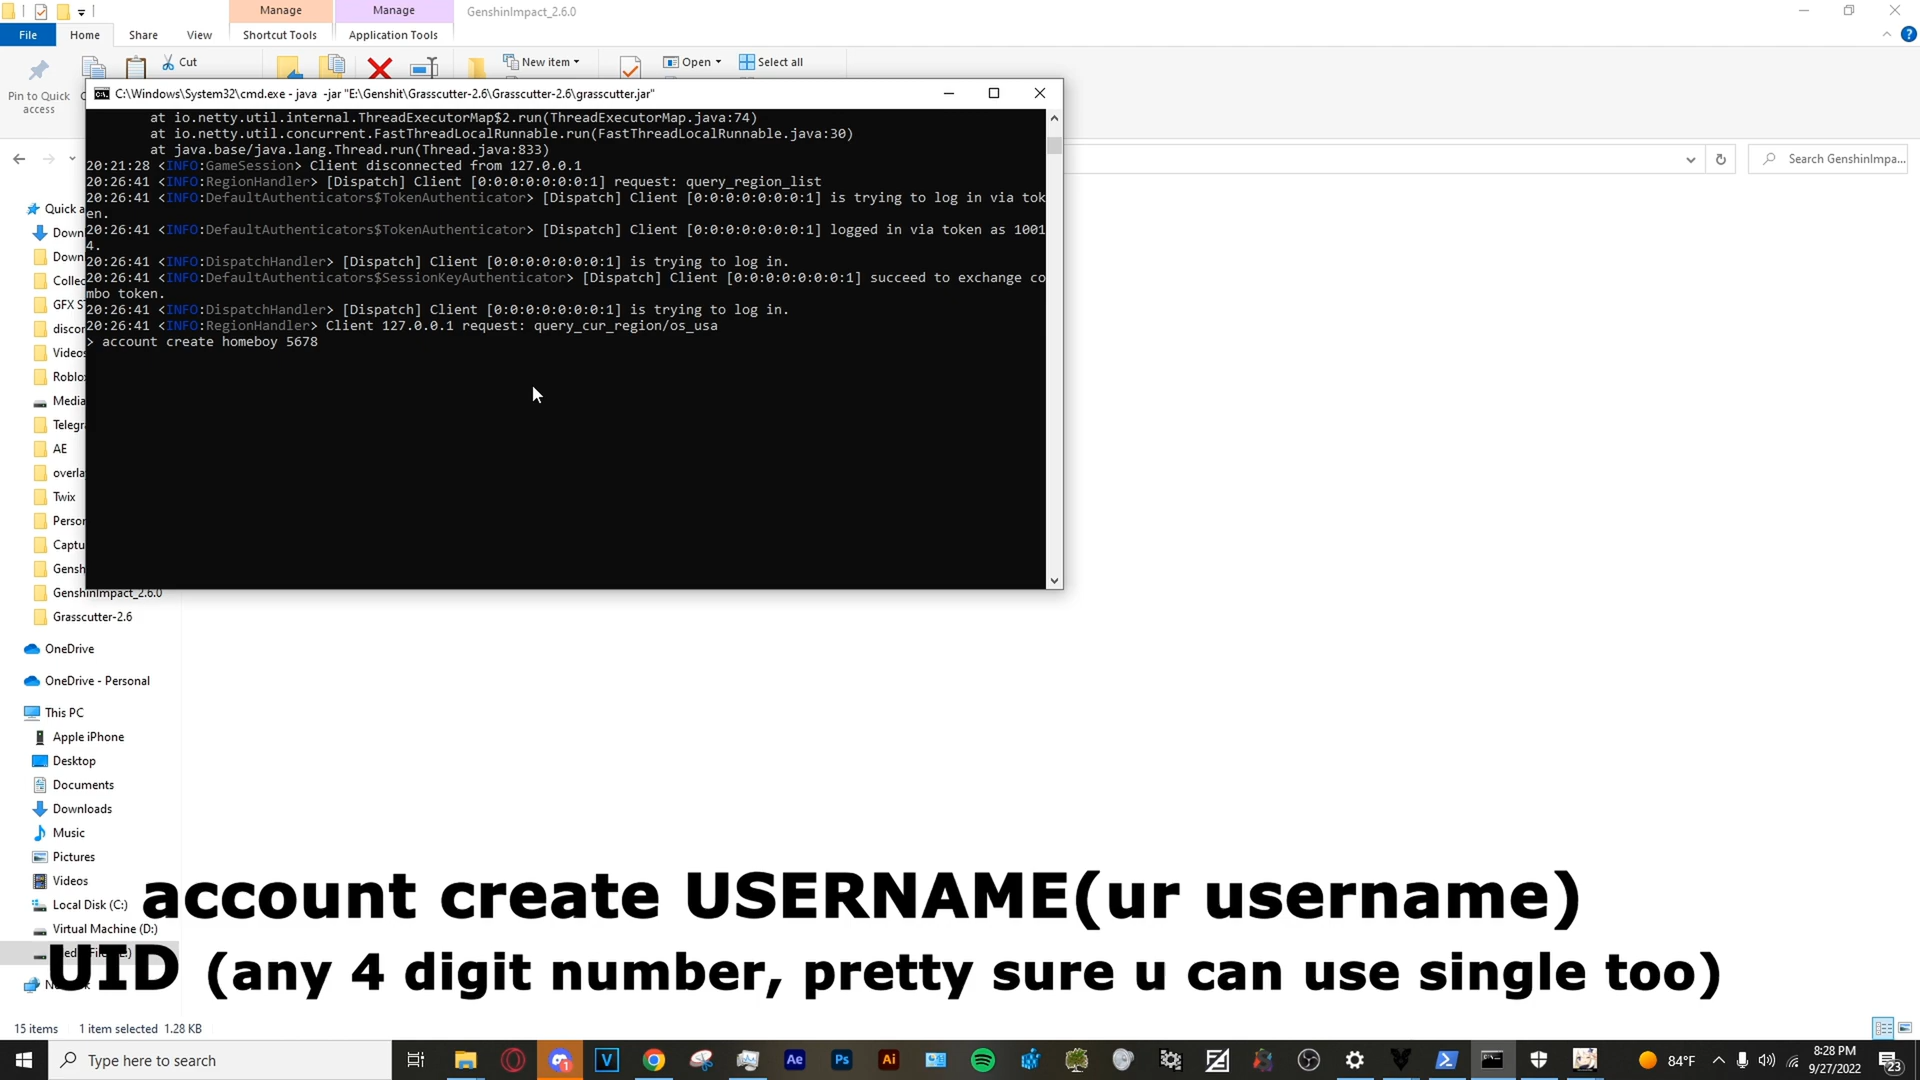 Manage
Manage
GenshinImpact_2.6.0
File
Home
Share
View
Shortcut Tools
Application Tools
Pin to Quick
access
Cut
New item
Open
Select all
C:\Windows\System32\cmd.exe - java -jar "E:\Genshit\Grasscutter-2.6\Grasscutter-2.6\grasscutter.jar"
Search GenshinImpa...
at io.netty.util.internal.ThreadExecutorMap$2.run(ThreadExecutorMap.java:74)
at io.netty.util.concurrent.FastThreadLocalRunnable.run(FastThreadLocalRunnable.java:30)
at java.base/java.lang.Thread.run(Thread.java:833)
20:21:28 <INFO:GameSession> Client disconnected from 127.0.0.1
20:26:41 <INFO:RegionHandler> [Dispatch] Client [0:0:0:0:0:0:0:1] request: query_region_list
20:26:41 <INFO:DefaultAuthenticators$TokenAuthenticator> [Dispatch] Client [0:0:0:0:0:0:0:1] is trying to log in via tok
en.
20:26:41 <INFO:DefaultAuthenticators$TokenAuthenticator> [Dispatch] Client [0:0:0:0:0:0:0:1] logged in via token as 1001
4.
20:26:41 <INFO:DispatchHandler> [Dispatch] Client [0:0:0:0:0:0:0:1] is trying to log in.
20:26:41 <INFO:DefaultAuthenticators$SessionKeyAuthenticator> [Dispatch] Client [0:0:0:0:0:0:0:1] succeed to exchange co
mbo token.
20:26:41 <INFO:DispatchHandler> [Dispatch] Client [0:0:0:0:0:0:0:1] is trying to log in.
20:26:41 <INFO:RegionHandler> Client 127.0.0.1 request: query_cur_region/os_usa
> account create homeboy 5678
Quick a
Down
Down
Collec
GFX S
discor
Videos
Roblo
Media
Telegr
AE
overla
Twix
Person
Captu
Gensh
GenshinImpact_2.6.0
Grasscutter-2.6
OneDrive
OneDrive - Personal
This PC
Apple iPhone
Desktop
Documents
Downloads
Music
Pictures
Videos
Local Disk (C:)
Virtual Machine (D:)
account create USERNAME(ur username)
UID (any 4 digit number, pretty sure u can use single too)
15 items
1 item selected 1.28 KB
Type here to search
84°F
8:28 PM
9/27/2022
23